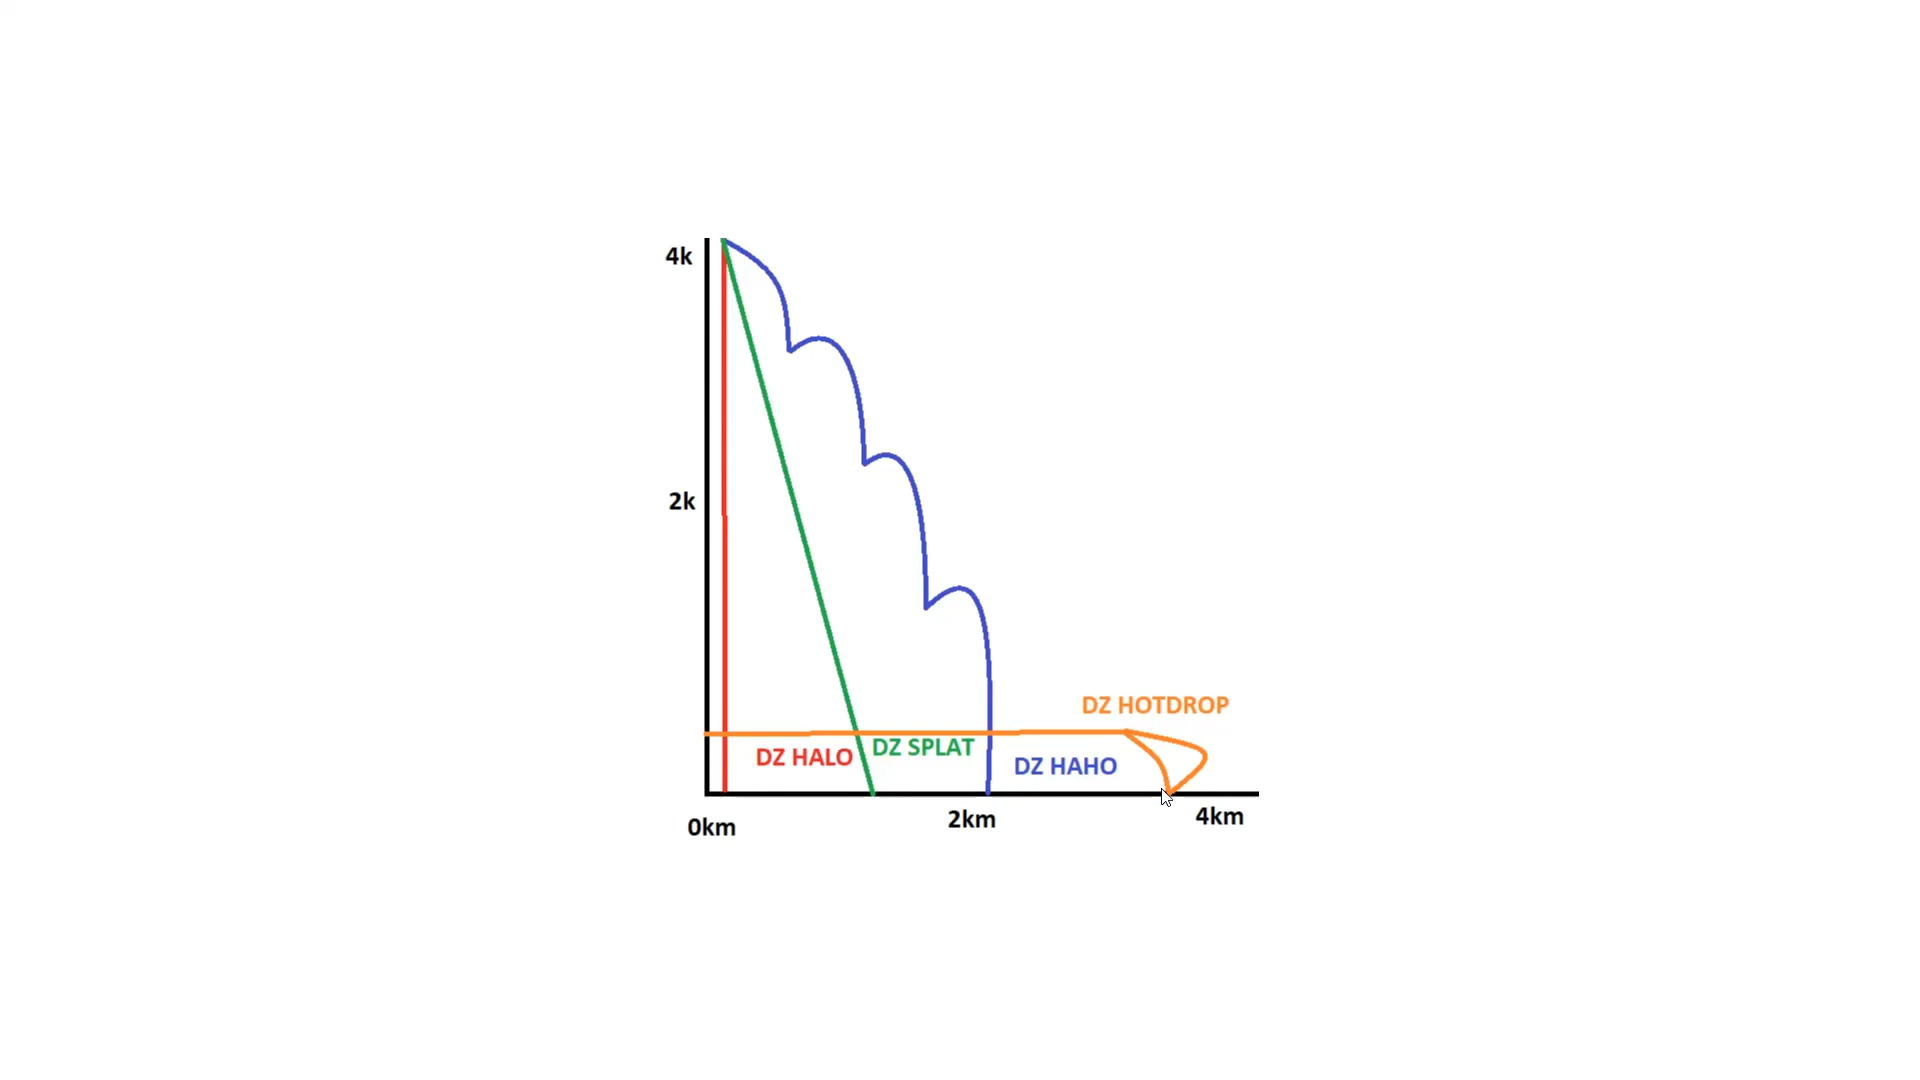 4k
2k
DZ HOTDROP
DZ HALO
DZ SPLAT
DZ HAHO
0km
2km
4km